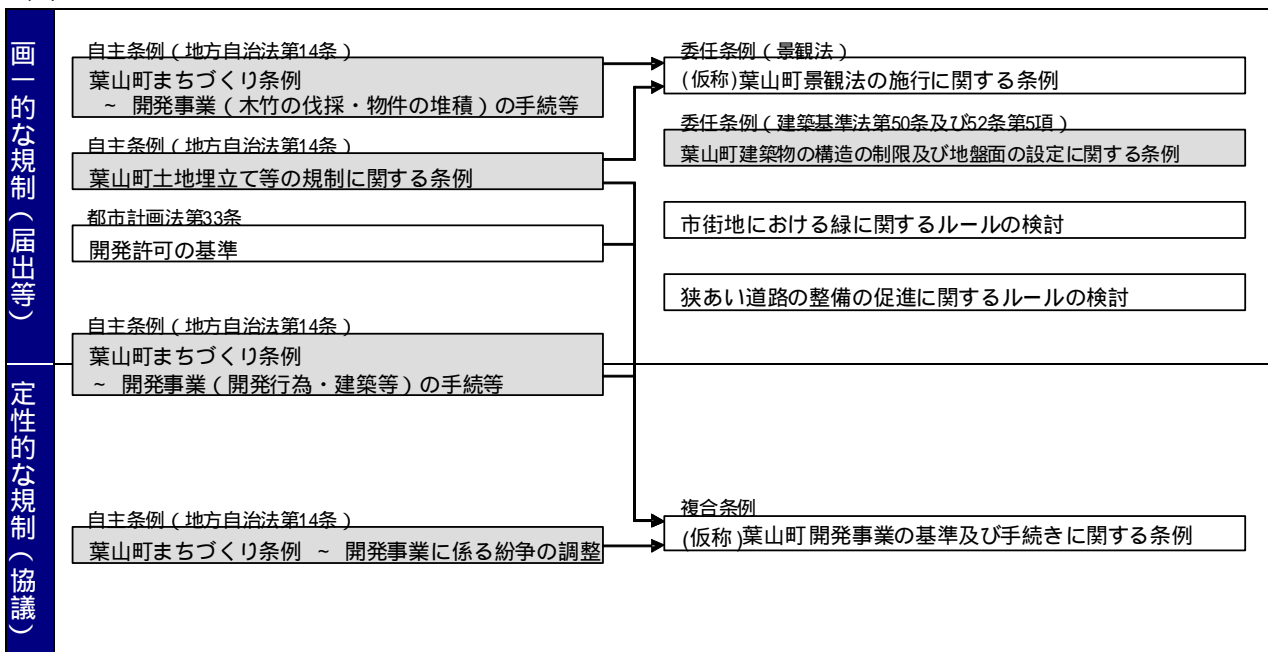 画一的な規制（届出等）
自主条例（地方自治法第14条）
葉山町まちづくり条例
~ 開発事業（木竹の伐採・物件の堆積）の手続等
自主条例（地方自治法第14条）
葉山町土地埋立て等の規制に関する条例
都市計画法第33条
開発許可の基準
自主条例（地方自治法第14条）
葉山町まちづくり条例
~ 開発事業（開発行為・建築等）の手続等
委任条例（景観法）
(仮称)葉山町景観法の施行に関する条例
委任条例（建築基準法第50条及び52条第5項）
葉山町建築物の構造の制限及び地盤面の設定に関する条例
市街地における緑に関するルールの検討
狭あい道路の整備の促進に関するルールの検討
定性的な規制（協議）
自主条例（地方自治法第14条）
葉山町まちづくり条例 ~ 開発事業に係る紛争の調整
複合条例
(仮称)葉山町開発事業の基準及び手続きに関する条例